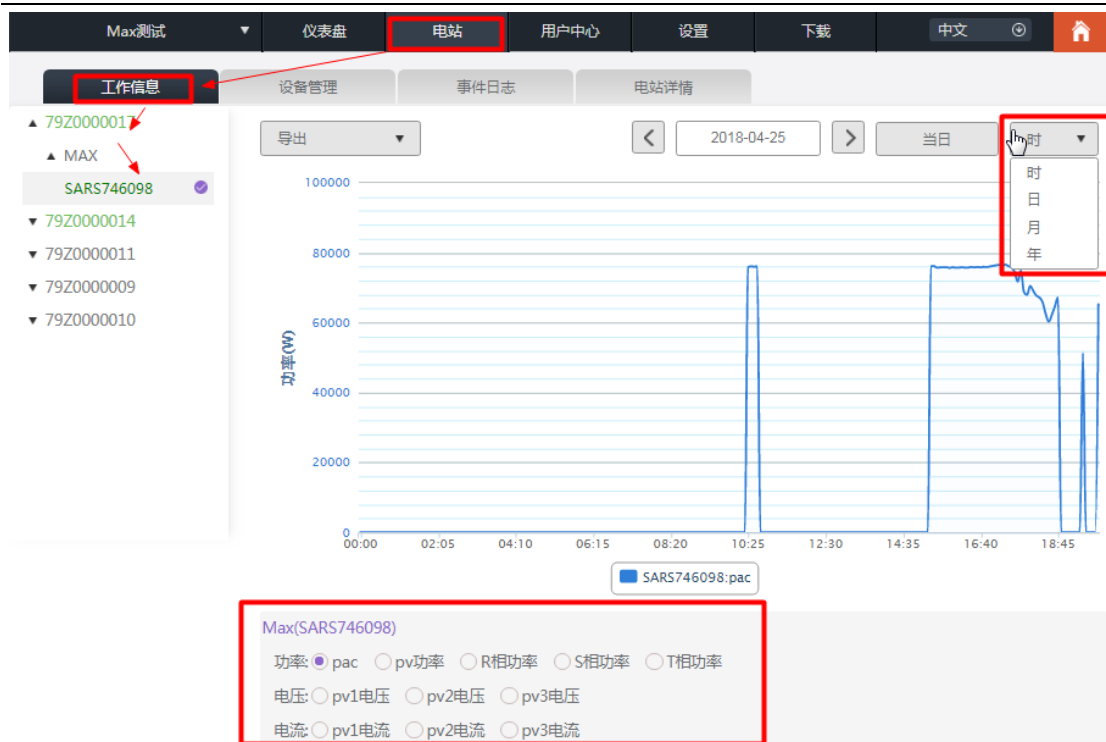 Max测试 仪表盘 电站 用户中心 设置 下载 中文
工作信息 设备管理 事件日志 电站详情
79Z0000017
MAX
SARS746098
79Z0000014
79Z0000011
79Z0000009
79Z0000010
导出 2018-04-25 当日 时
时
日
月
年
100000
80000
60000
40000
20000
0
功率(W)
00:00 02:05 04:10 06:15 08:20 10:25 12:30 14:35 16:40 18:45
SARS746098:pac
Max(SARS746098)
功率: pac pv功率 R相功率 S相功率 T相功率
电压: pv1电压 pv2电压 pv3电压
电流: pv1电流 pv2电流 pv3电流